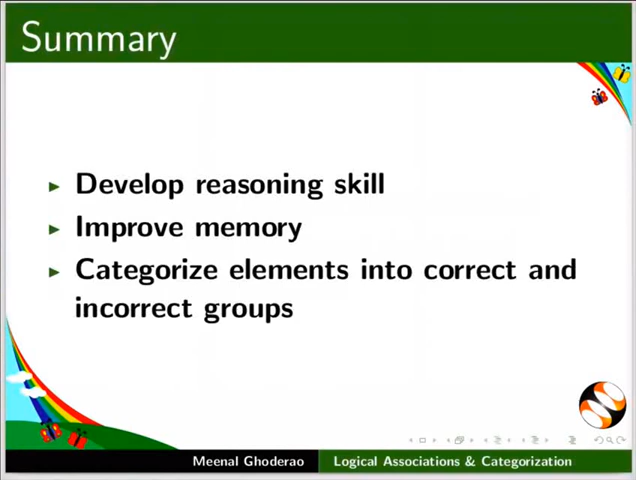 Summary
Develop reasoning skill
Improve memory
Categorize elements into correct and
incorrect groups
Meenal Ghoderao Logical Associations & Categorization